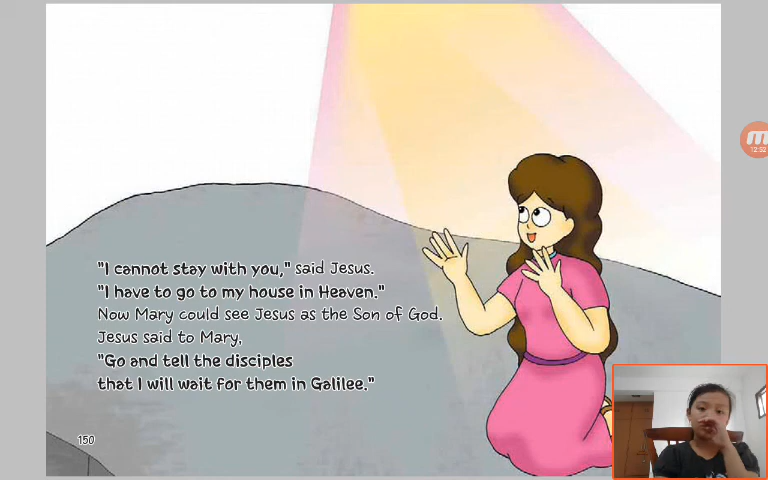 "I cannot stay with you," said Jesus.
"I have to go to my house in Heaven."
Now Mary could see Jesus as the Son of God.
Jesus said to Mary,
"Go and tell the disciples
that I will wait for them in Galilee."
150
12:52